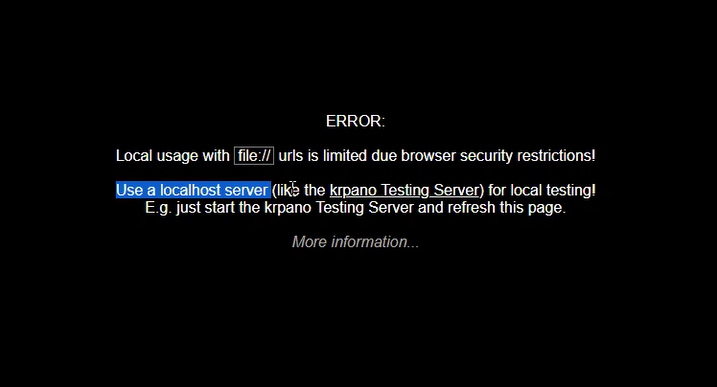 ERROR:
Local usage with file:// urls is limited due browser security restrictions!
Use a localhost server (like the krpano Testing Server) for local testing!
E.g. just start the krpano Testing Server and refresh this page.
More information...